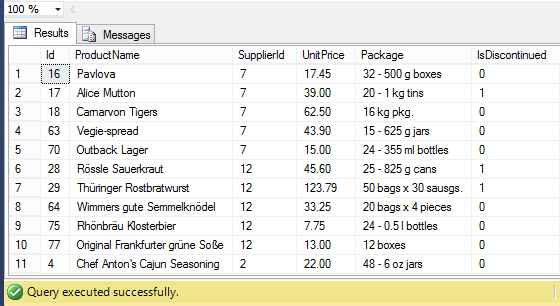 100 %
Results Messages
Id ProductName SupplierId UnitPrice Package IsDiscontinued
1 16 Pavlova 7 17.45 32 - 500 g boxes 0
2 17 Alice Mutton 7 39.00 20 - 1 kg tins 1
3 18 Carnarvon Tigers 7 62.50 16 kg pkg. 0
4 63 Vegie-spread 7 43.90 15 - 625 g jars 0
5 70 Outback Lager 7 15.00 24 - 355 ml bottles 0
6 28 Rössle Sauerkraut 12 45.60 25 - 825 g cans 1
7 29 Thüringer Rostbratwurst 12 123.79 50 bags x 30 sausgs. 1
8 64 Wimmers gute Semmelknödel 12 33.25 20 bags x 4 pieces 0
9 75 Rhönbräu Klosterbier 12 7.75 24 - 0.5 l bottles 0
10 77 Original Frankfurter grüne Soße 12 13.00 12 boxes 0
11 4 Chef Anton's Cajun Seasoning 2 22.00 48 - 6 oz jars 0
Query executed successfully.